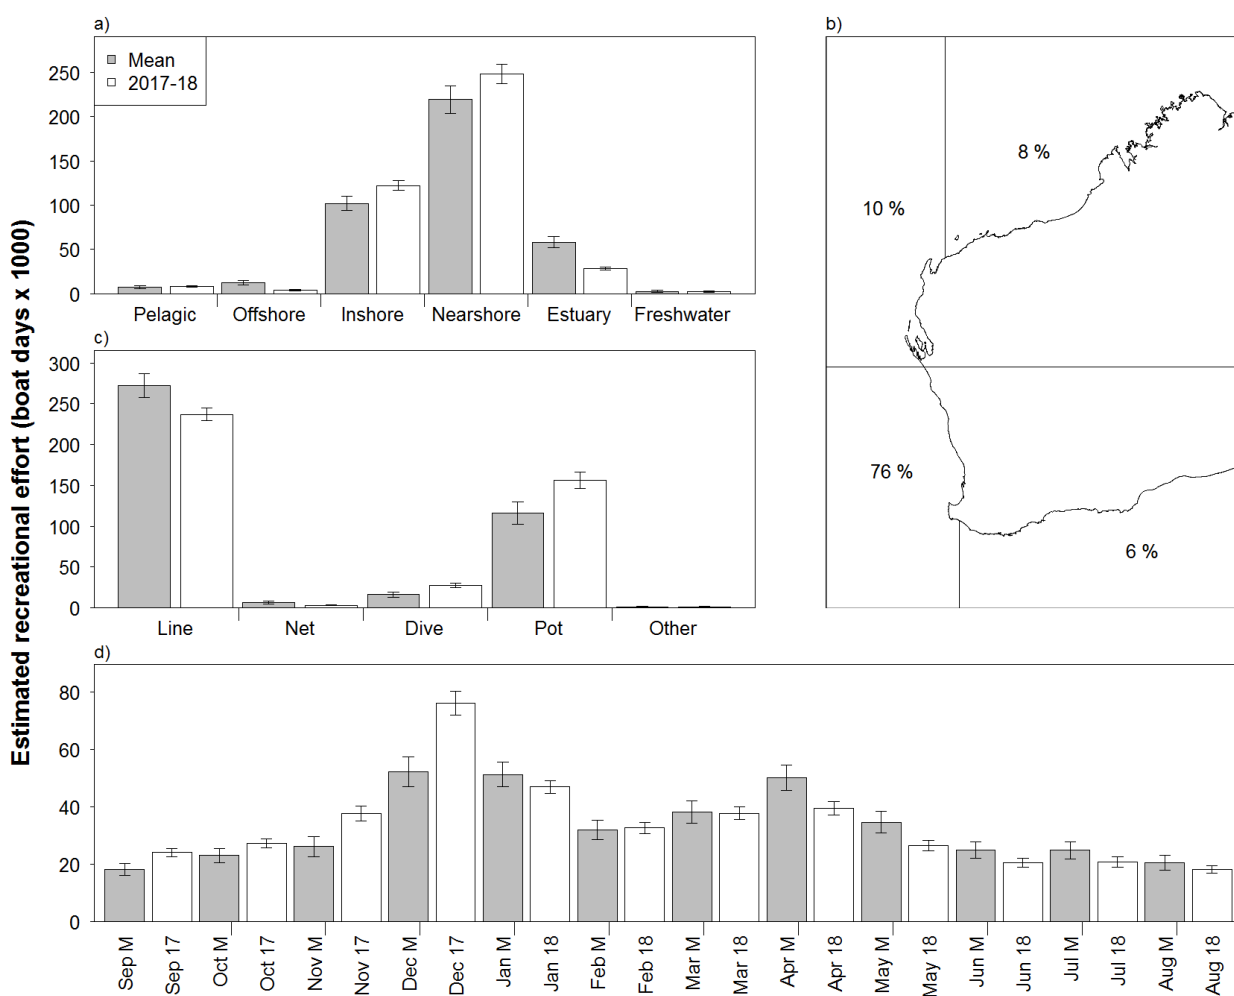 a)
Mean
2017-18
250
200
150
100
50
0
Pelagic Offshore Inshore Nearshore Estuary Freshwater
b)
8 %
10 %
76 %
6 %
c)
300
250
200
150
100
50
0
Line Net Dive Pot Other
d)
80
60
40
20
0
Sep M Sep 17 Oct M Oct 17 Nov M Nov 17 Dec M Dec 17 Jan M Jan 18 Feb M Feb 18 Mar M Mar 18 Apr M Apr 18 May M May 18 Jun M Jun 18 Jul M Jul 18 Aug M Aug 18
Estimated recreational effort (boat days x 1000)